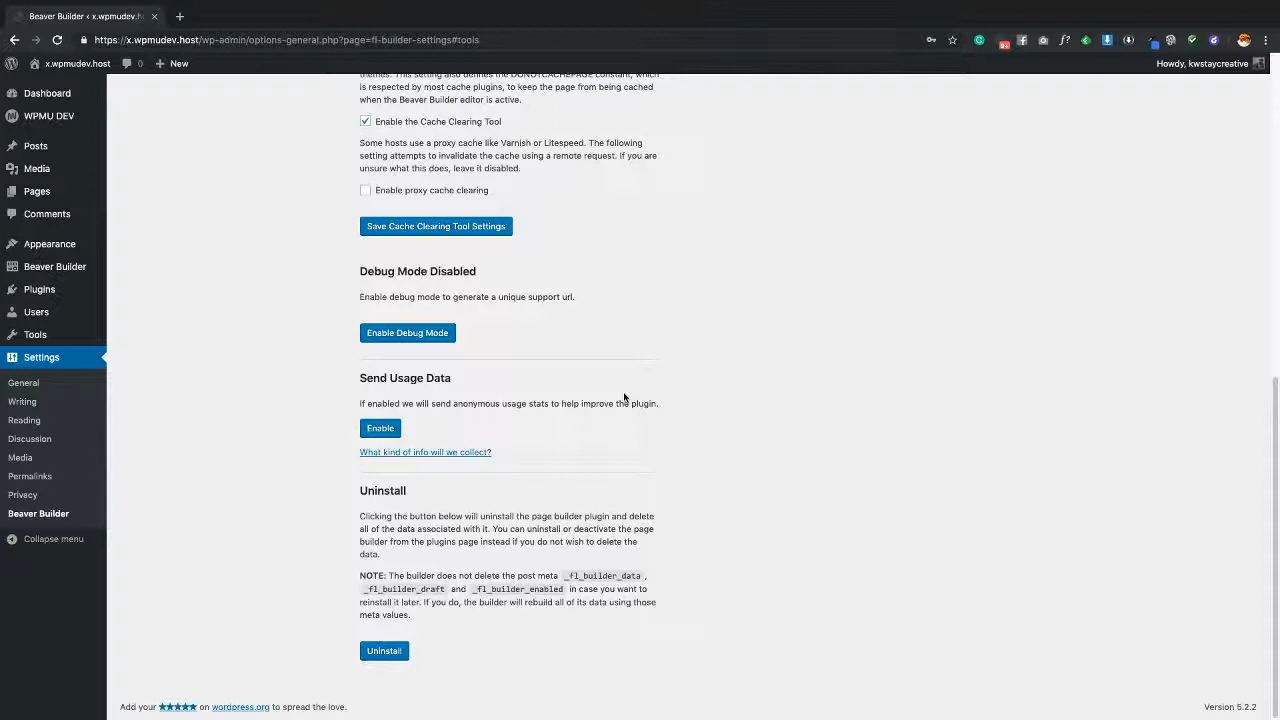 Beaver Builder ‹ x.wpmudev.h
https://x.wpmudev.host/wp-admin/options-general.php?page=fl-builder-settings#tools
x.wpmudev.host 0 New
Howdy, kwstaycreative
Dashboard
WPMU DEV
Posts
Media
Pages
Comments
Appearance
Beaver Builder
Plugins
Users
Tools
Settings
General
Writing
Reading
Discussion
Media
Permalinks
Privacy
Beaver Builder
Collapse menu
themes. This setting also defines the DONOTCACHEPAGE constant, which
is respected by most cache plugins, to keep the page from being cached
when the Beaver Builder editor is active.
Enable the Cache Clearing Tool
Some hosts use a proxy cache like Varnish or Litespeed. The following
setting attempts to invalidate the cache using a remote request. If you are
unsure what this does, leave it disabled.
Enable proxy cache clearing
Save Cache Clearing Tool Settings
Debug Mode Disabled
Enable debug mode to generate a unique support url.
Enable Debug Mode
Send Usage Data
If enabled we will send anonymous usage stats to help improve the plugin.
Enable
What kind of info will we collect?
Uninstall
Clicking the button below will uninstall the page builder plugin and delete
all of the data associated with it. You can uninstall or deactivate the page
builder from the plugins page instead if you do not wish to delete the
data.
NOTE: The builder does not delete the post meta _fl_builder_data ,
_fl_builder_draft and _fl_builder_enabled in case you want to
reinstall it later. If you do, the builder will rebuild all of its data using those
meta values.
Uninstall
Add your ★★★★★ on wordpress.org to spread the love.
Version 5.2.2